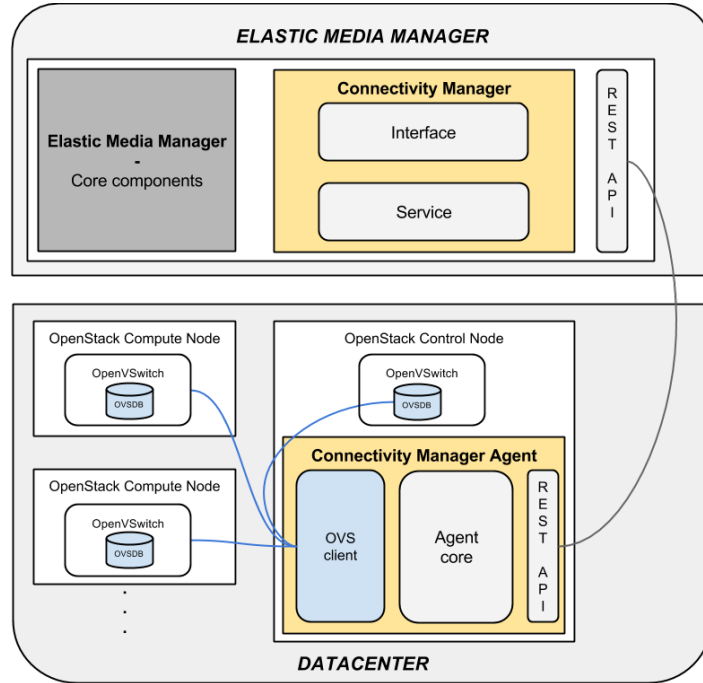 ELASTIC MEDIA MANAGER
Elastic Media Manager
-
Core components
Connectivity Manager
Interface
Service
R
E
S
T
A
P
I
OpenStack Compute Node
OpenVSwitch
OVSDB
OpenStack Compute Node
OpenVSwitch
OVSDB
.
.
.
OpenStack Control Node
OpenVSwitch
OVSDB
Connectivity Manager Agent
OVS
client
Agent
core
R
E
S
T
A
P
I
DATACENTER